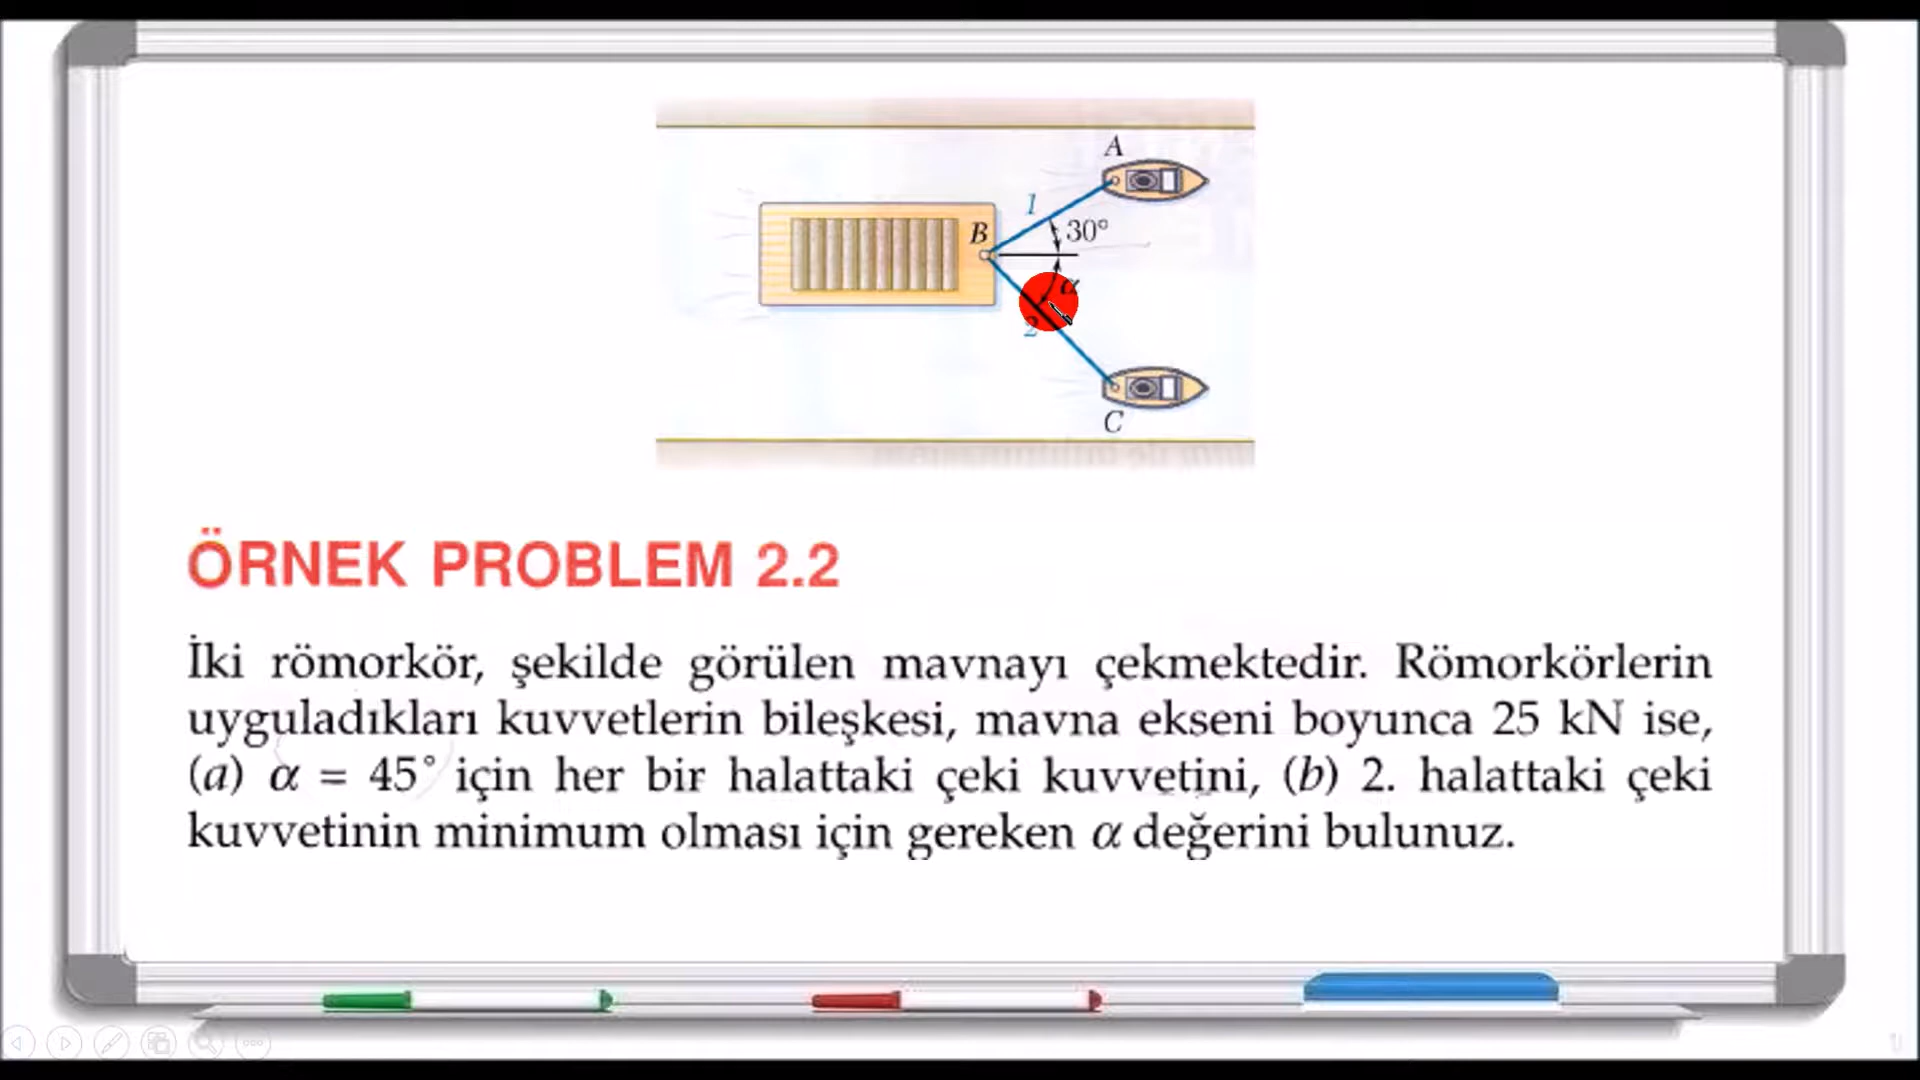 A
1
B
30°
α
2
C
ÖRNEK PROBLEM 2.2
İki römorkör, şekilde görülen mavnayı çekmektedir. Römorkörlerin
uyguladıkları kuvvetlerin bileşkesi, mavna ekseni boyunca 25 kN ise,
(a) α = 45° için her bir halattaki çeki kuvvetini, (b) 2. halattaki çeki
kuvvetinin minimum olması için gereken α değerini bulunuz.